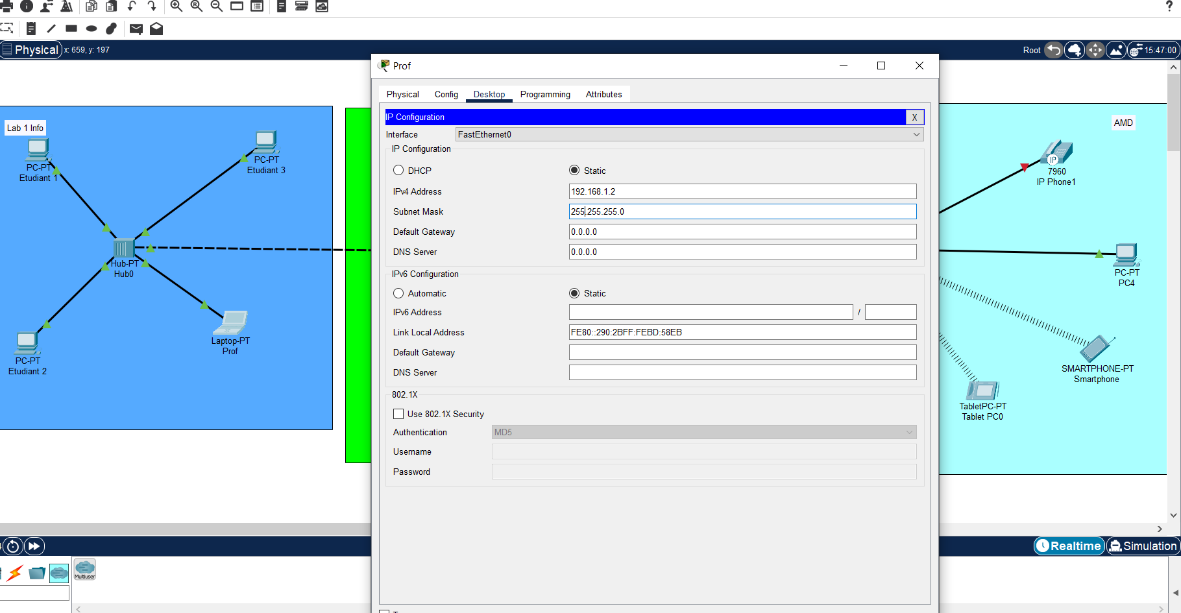 ?
Physical x: 659, y: 197
Root 15:47:00
Prof
Physical Config Desktop Programming Attributes
IP Configuration X
Interface FastEthernet0
IP Configuration
DHCP Static
IPv4 Address 192.168.1.2
Subnet Mask 255.255.255.0
Default Gateway 0.0.0.0
DNS Server 0.0.0.0
IPv6 Configuration
Automatic Static
IPv6 Address /
Link Local Address FE80::290:2BFF:FEBD:58EB
Default Gateway
DNS Server
802.1X
Use 802.1X Security
Authentication MD5
Username
Password
Lab 1 Info
PC-PT
Etudiant 1
PC-PT
Etudiant 3
Hub-PT
Hub0
PC-PT
Etudiant 2
Laptop-PT
Prof
AMD
IP
7960
IP Phone1
PC-PT
PC4
SMARTPHONE-PT
Smartphone
TabletPC-PT
Tablet PC0
Realtime Simulation
Multiuser